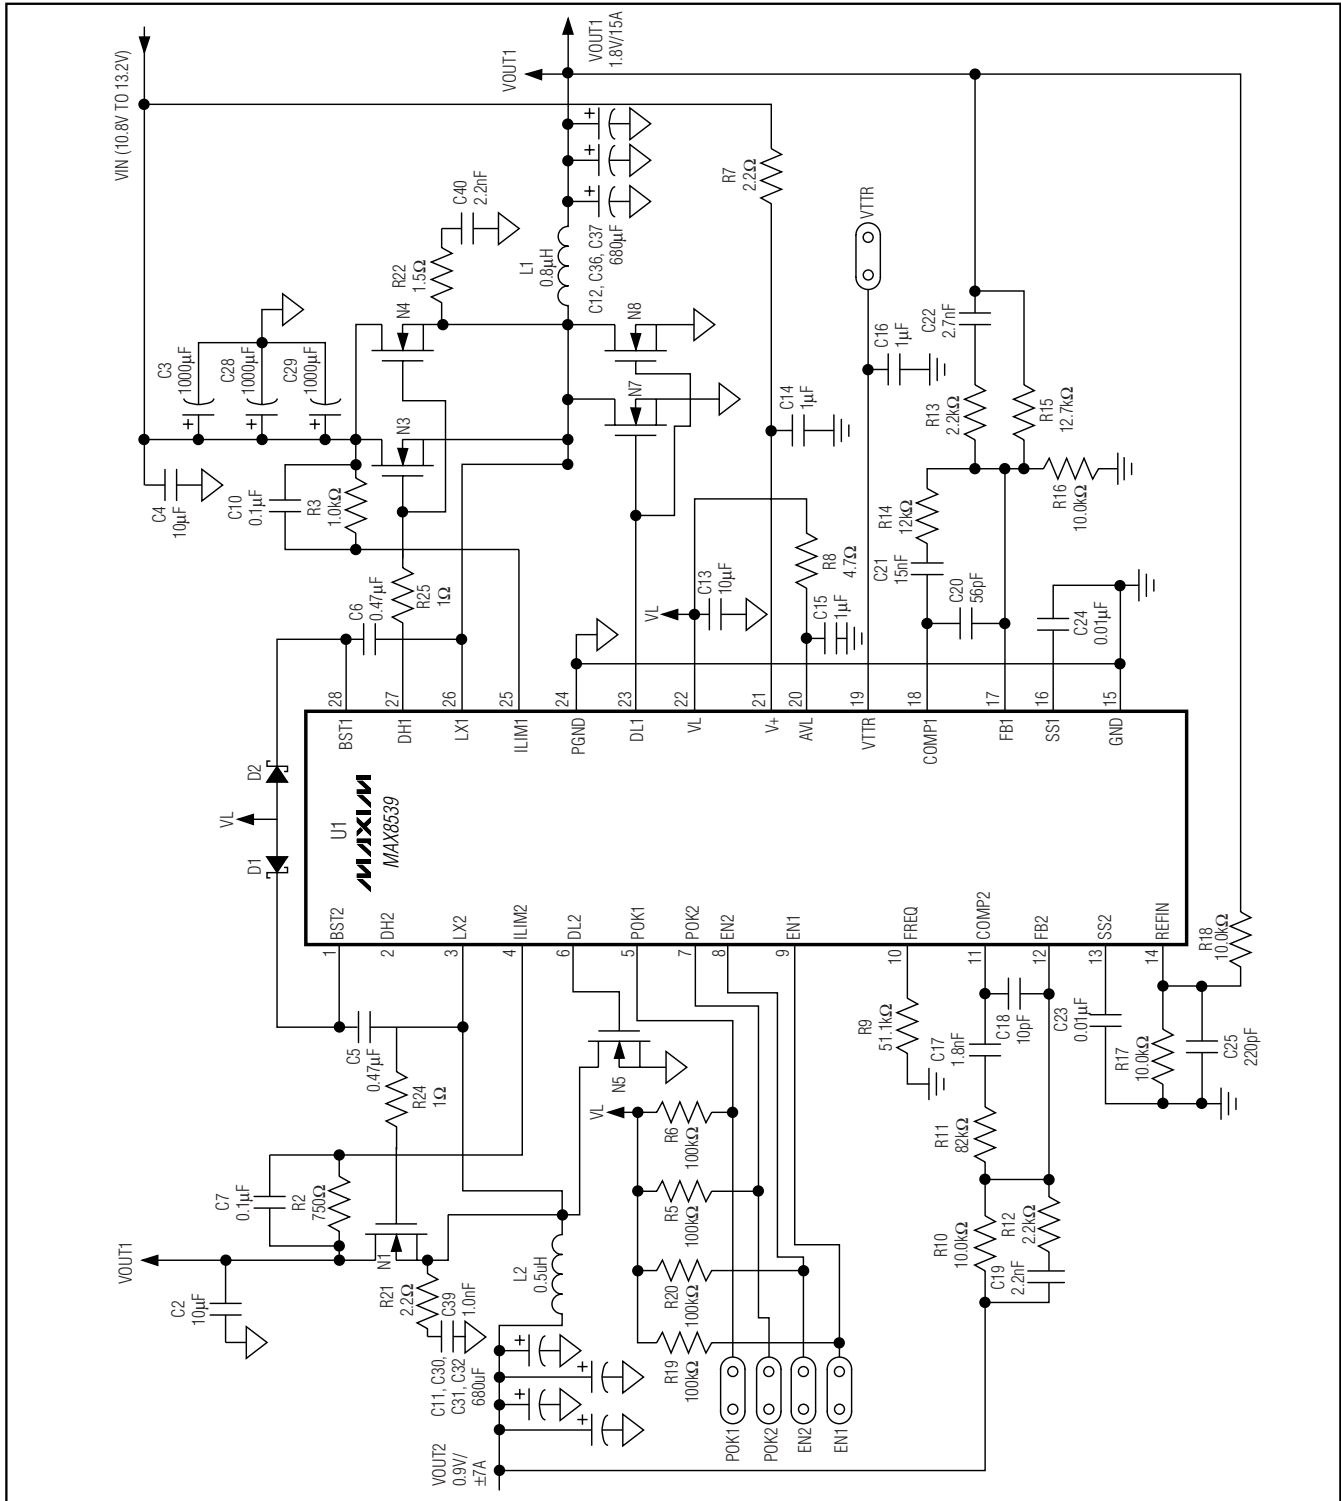 VIN (10.8V TO 13.2V)
VOUT1
VOUT1
1.8V/15A
C3
1000µF
C28
1000µF
C29
1000µF
C4
10µF
C10
0.1µF
R3
1.0kΩ
N3
N4
R22
1.5Ω
C40
2.2nF
L1
0.8µH
C12, C36, C37
680µF
N7
N8
R7
2.2Ω
C6
0.47µF
R25
1Ω
VL
C13
10µF
C14
1µF
R8
4.7Ω
C15
1µF
VTTR
C16
1µF
C22
2.7nF
R13
2.2kΩ
R15
12.7kΩ
R14
12kΩ
C21
15nF
C20
56pF
R16
10.0kΩ
C24
0.01µF
28
27
26
25
24
23
22
21
20
19
18
17
16
15
BST1
DH1
LX1
ILIM1
PGND
DL1
VL
V+
AVL
VTTR
COMP1
FB1
SS1
GND
D2
VL
D1
U1
MAXIM
MAX8539
BST2
DH2
LX2
ILIM2
DL2
POK1
POK2
EN2
EN1
FREQ
COMP2
FB2
SS2
REFIN
1
2
3
4
6
5
7
8
9
10
11
12
13
14
R18
10.0kΩ
C5
0.47µF
R24
1Ω
N5
R9
51.1kΩ
C17
1.8nF
C18
10pF
C23
0.01µF
R17
10.0kΩ
C25
220pF
VL
R6
100kΩ
R5
100kΩ
R20
100kΩ
R19
100kΩ
R11
82kΩ
R10
10.0kΩ
R12
2.2kΩ
C19
2.2nF
C7
0.1µF
R2
750Ω
VOUT1
C2
10µF
N1
R21
2.2Ω
C39
1.0nF
L2
0.5uH
C11, C30,
C31, C32
680uF
VOUT2
0.9V/
±7A
POK1
POK2
EN2
EN1